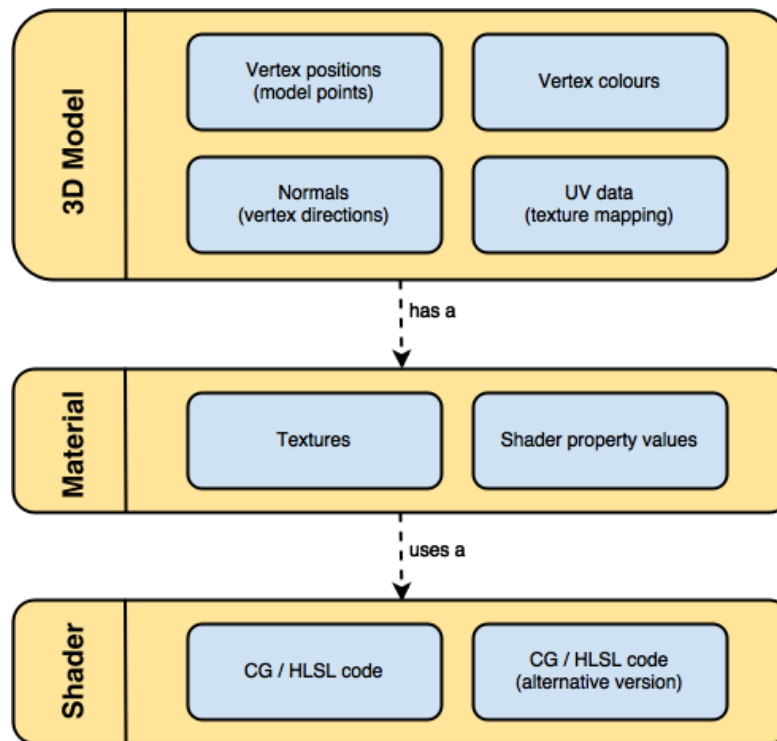 3D Model
Vertex positions
(model points)
Vertex colours
Normals
(vertex directions)
UV data
(texture mapping)
has a
Material
Textures
Shader property values
uses a
Shader
CG / HLSL code
CG / HLSL code
(alternative version)